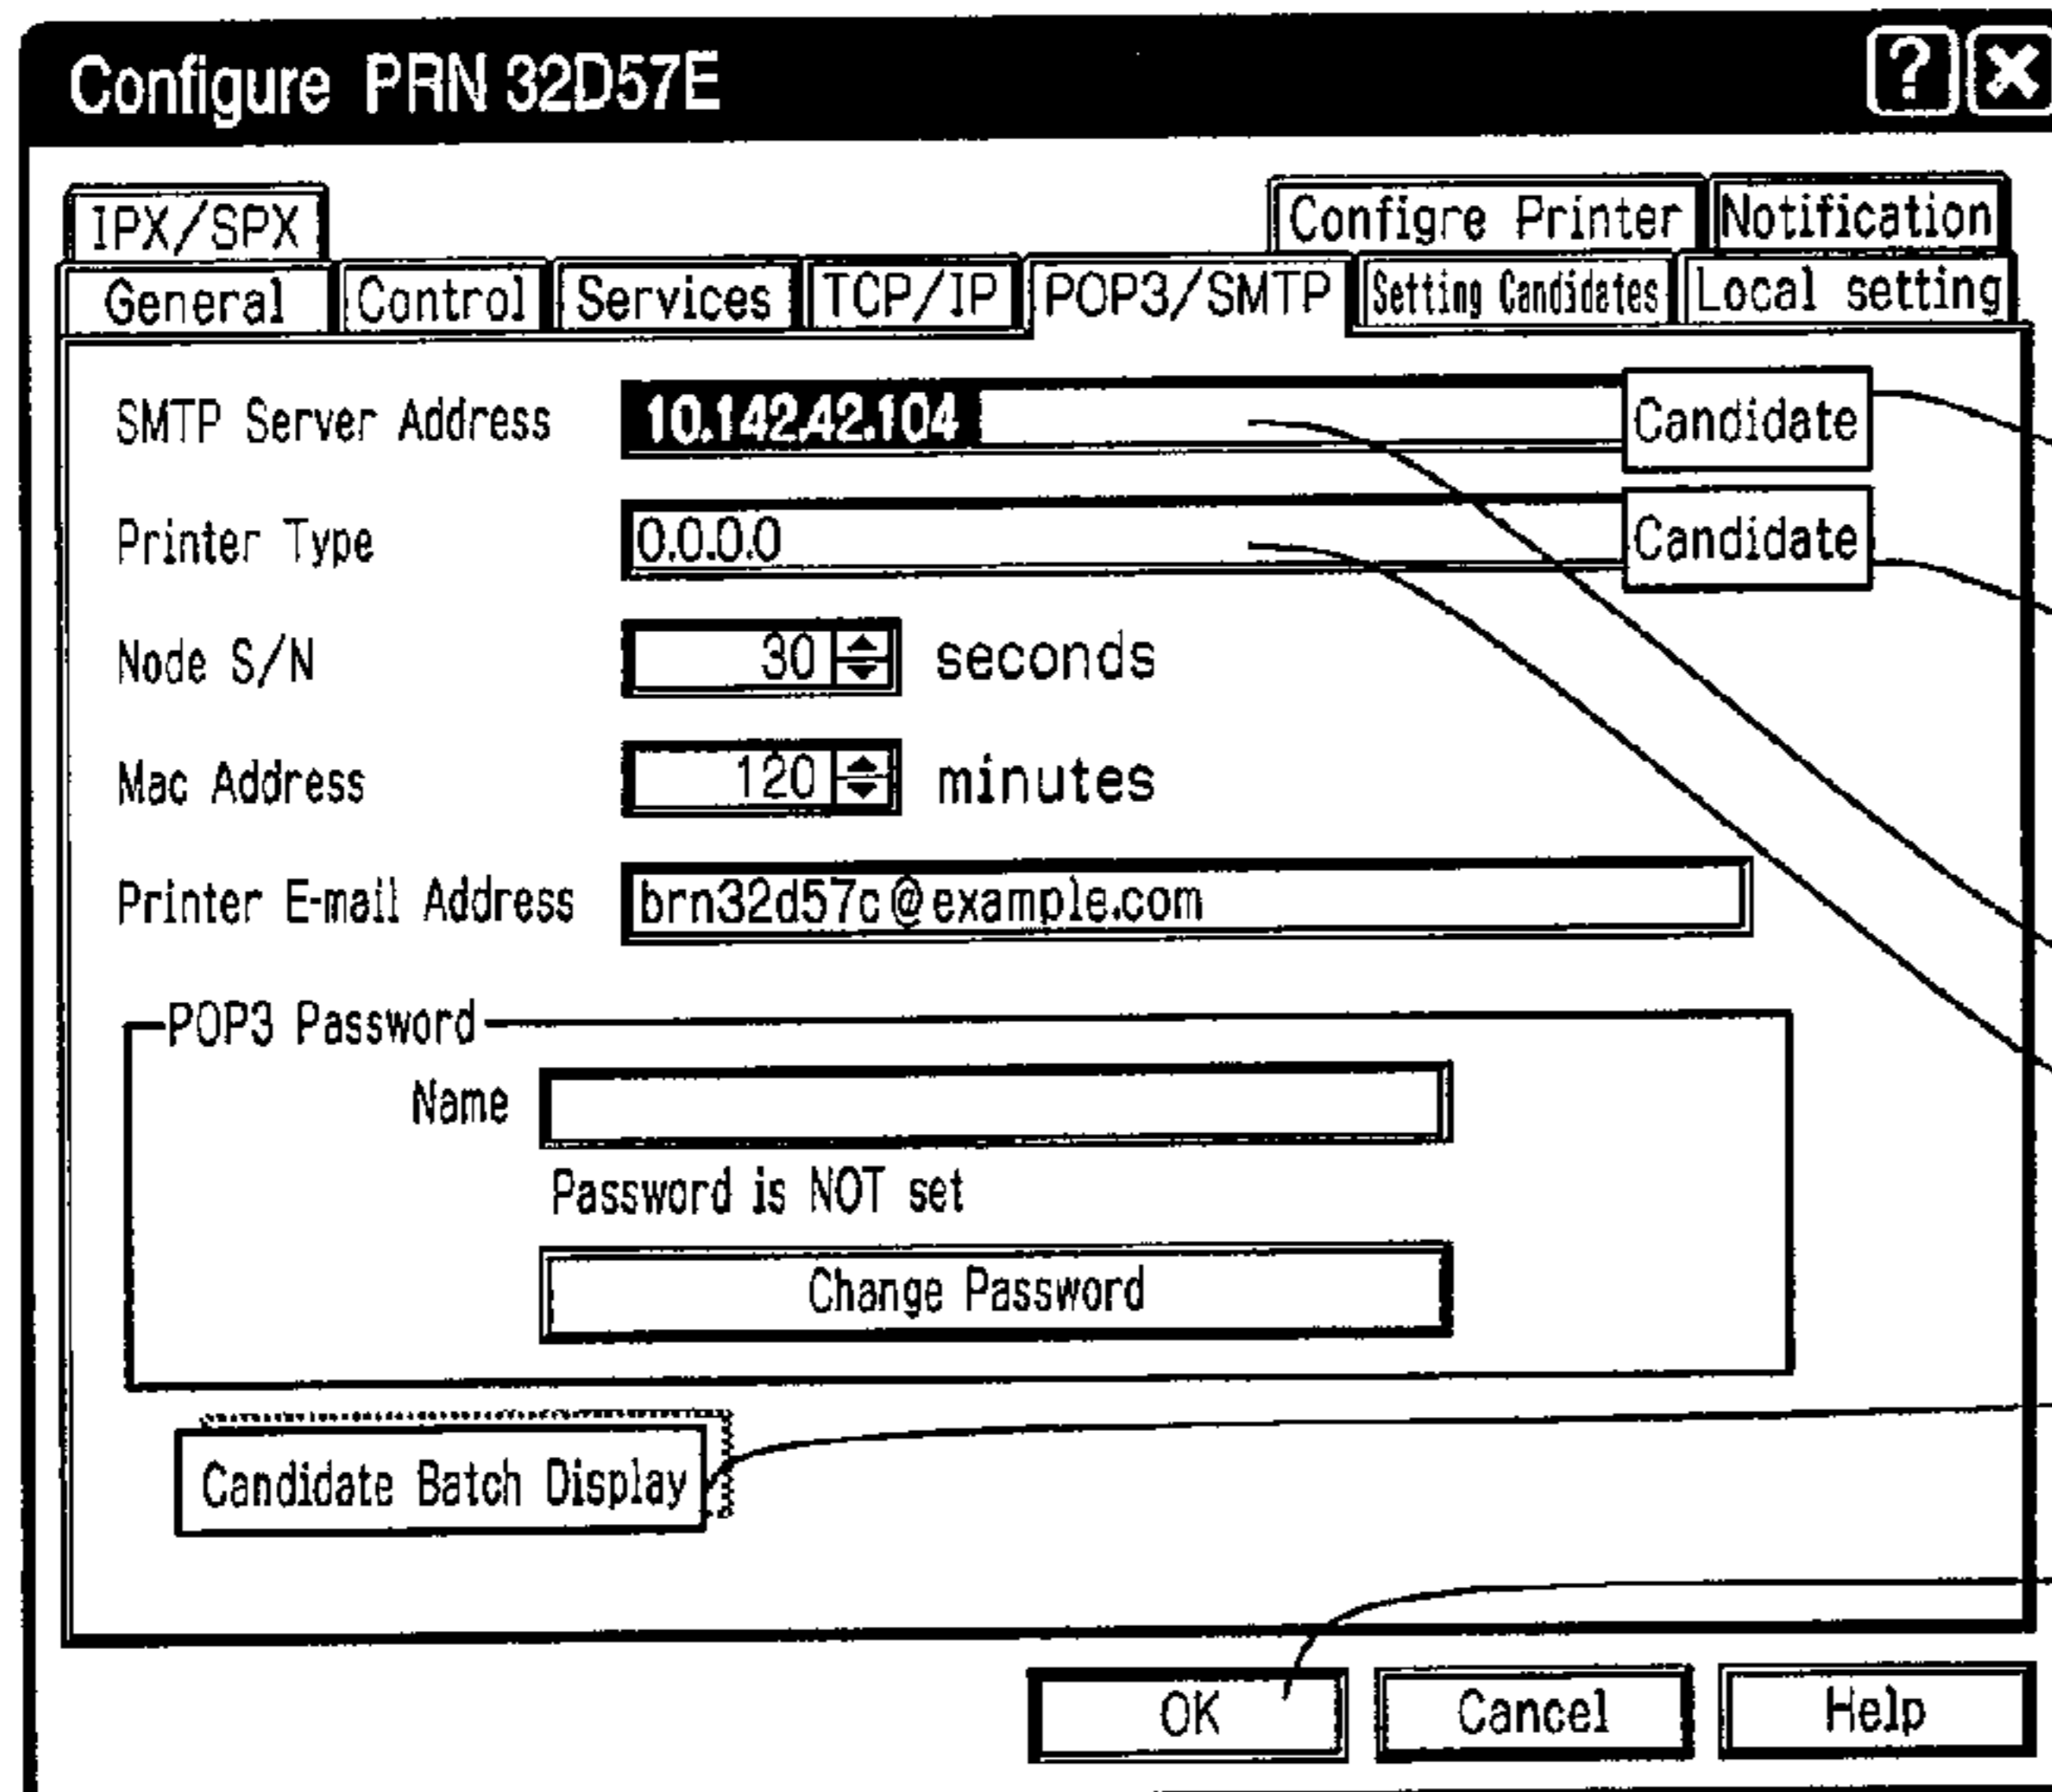 Configure PRN 32D57E ? ×
IPX/SPX Configre Printer Notification
General Control Services TCP/IP POP3/SMTP Setting Candidates Local setting
SMTP Server Address 10.142.42.104 Candidate
Printer Type 0.0.0.0 Candidate
Node S/N 30 seconds
Mac Address 120 minutes
Printer E-mail Address brn32d57c@example.com
POP3 Password
Name
Password is NOT set
Change Password
Candidate Batch Display
OK Cancel Help